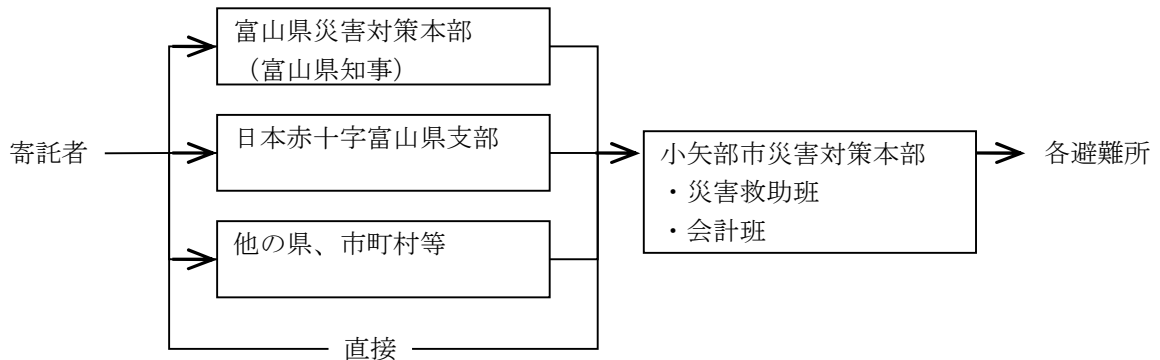 富山県災害対策本部
（富山県知事）
寄託者
日本赤十字富山県支部
小矢部市災害対策本部
・災害救助班
・会計班
各避難所
他の県、市町村等
直接